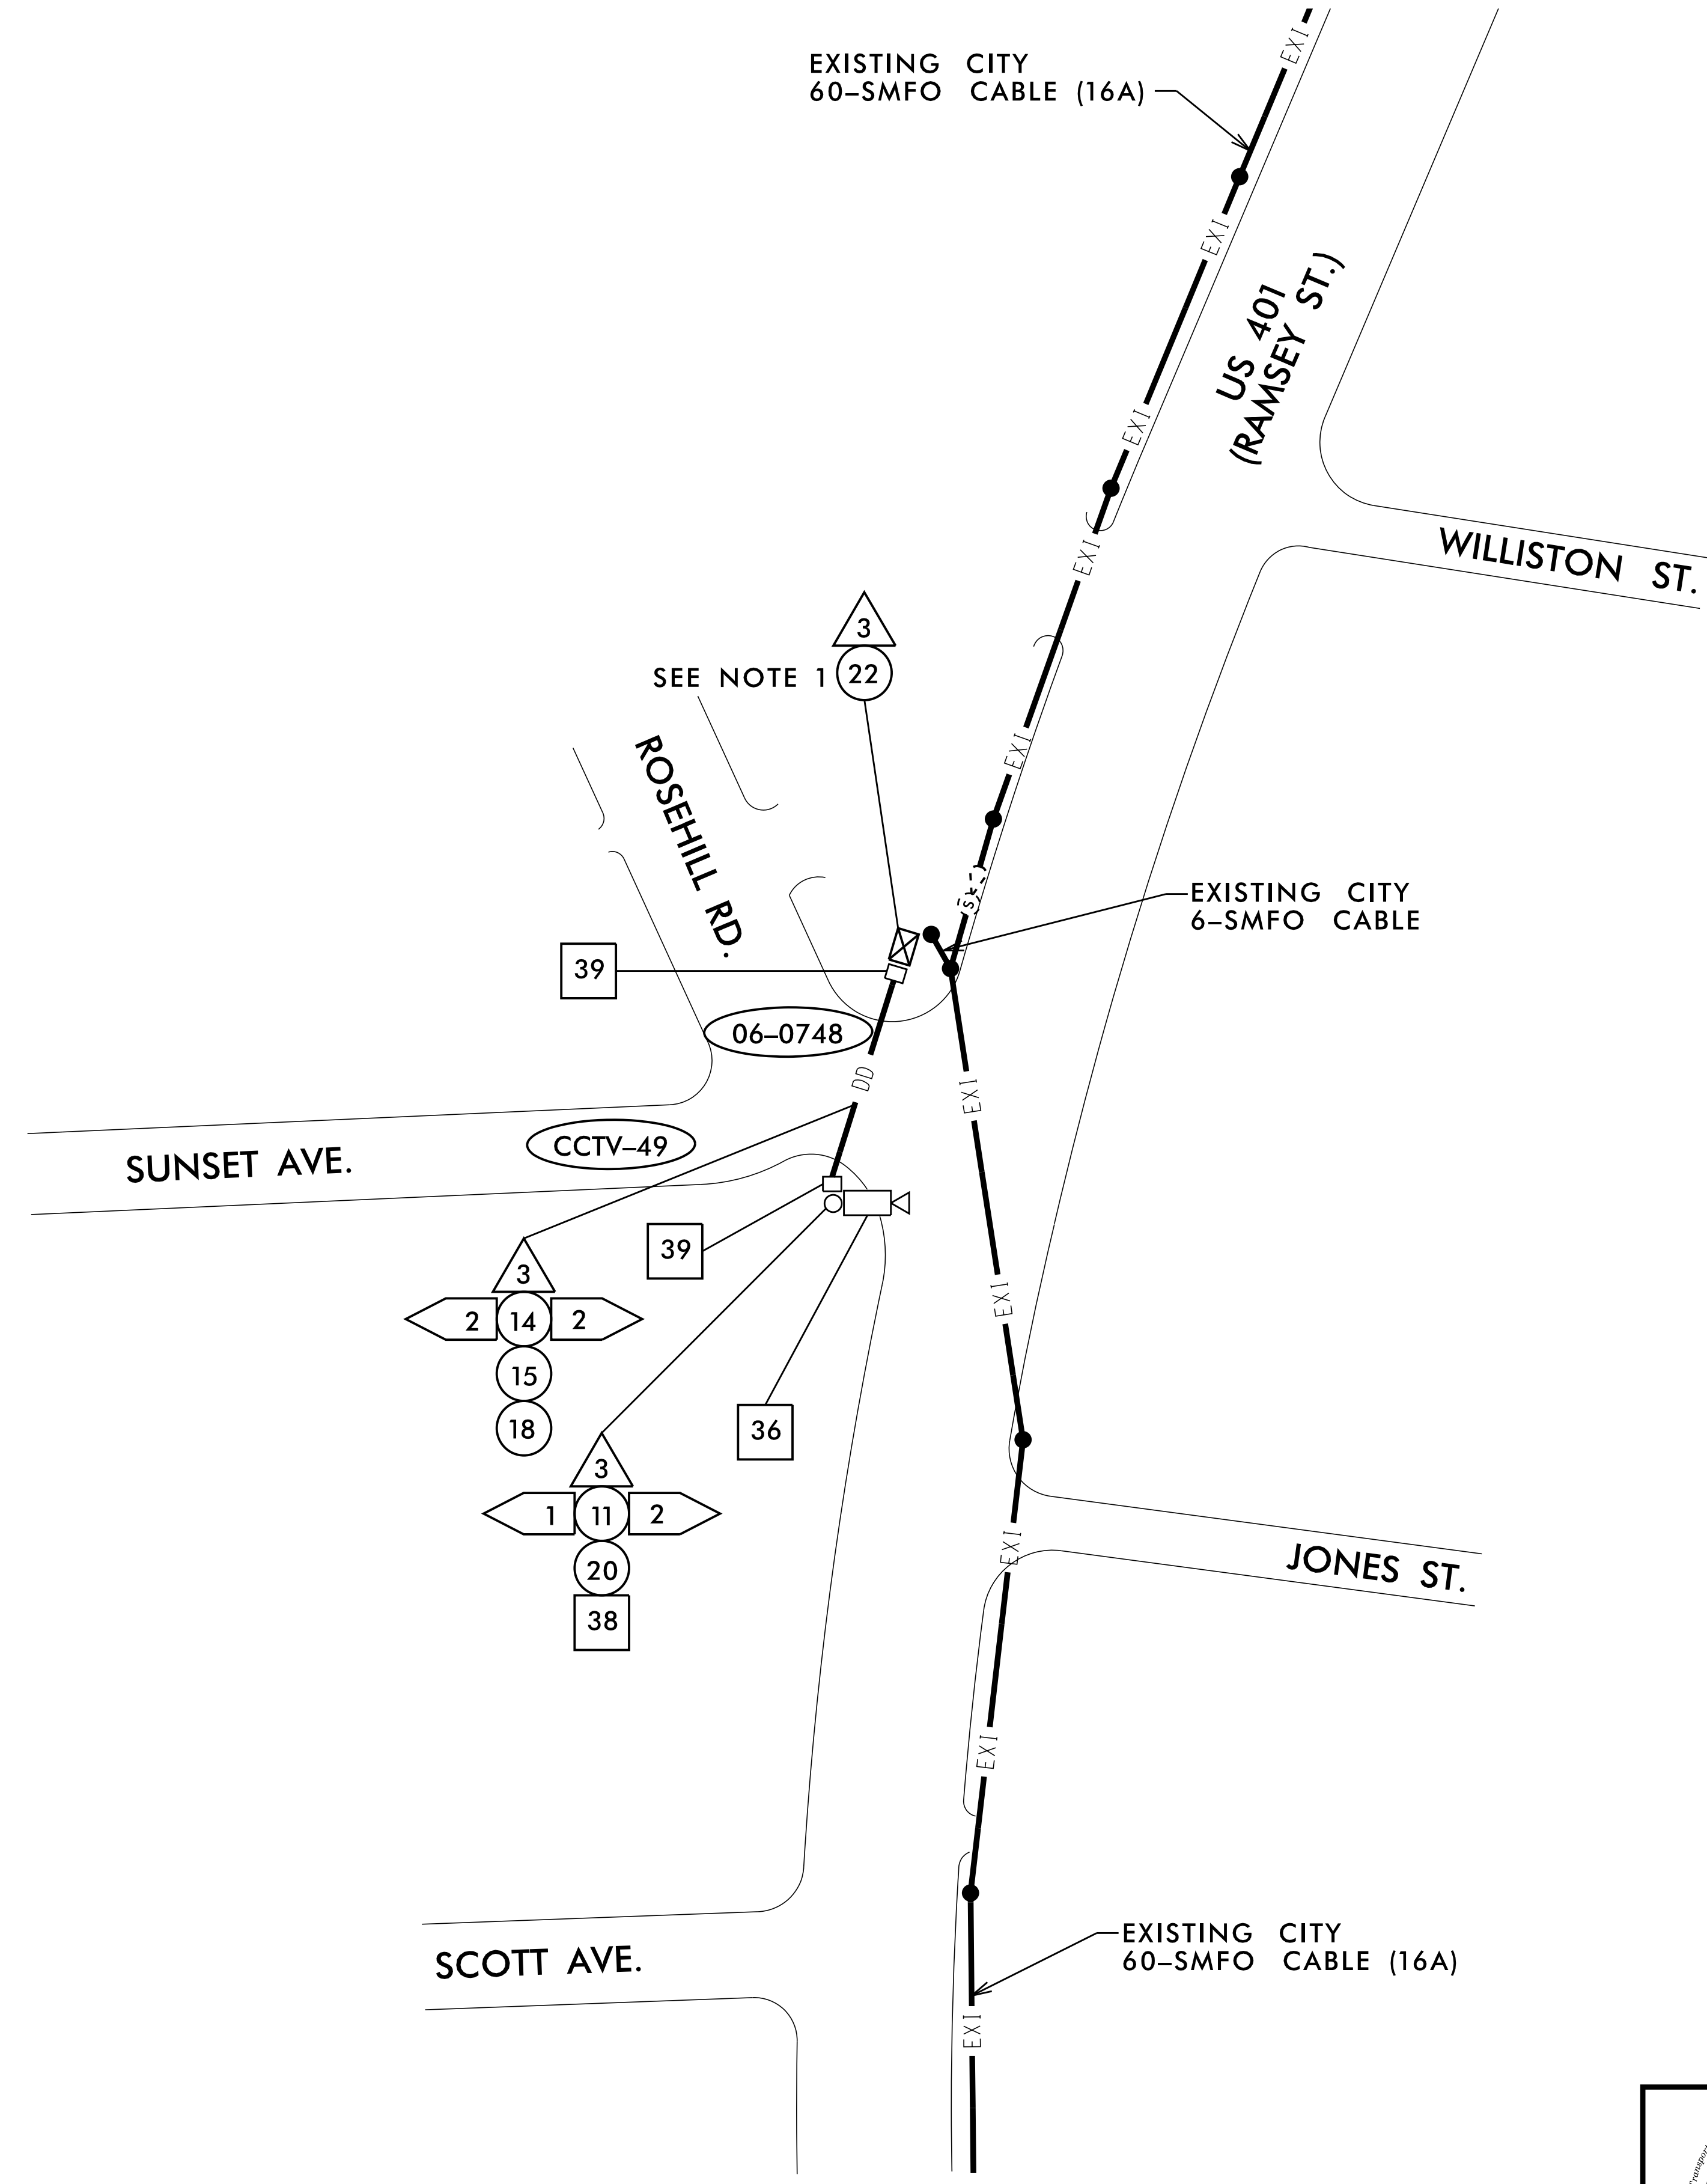 EXISTING CITY
60–SMFO CABLE (16A)
EXI
EXI
US 401
(RAMSEY ST.)
EXI
WILLISTON ST.
EXI
3
SEE NOTE 1
22
EXI
ROSEHILL RD.
EXISTING CITY
6–SMFO CABLE
(S)
39
06–0748
DD
EXI
CCTV–49
SUNSET AVE.
39
3
2
14
2
15
18
EXI
36
3
1
11
2
20
38
EXI
JONES ST.
EXI
EXISTING CITY
60–SMFO CABLE (16A)
SCOTT AVE.
EXI